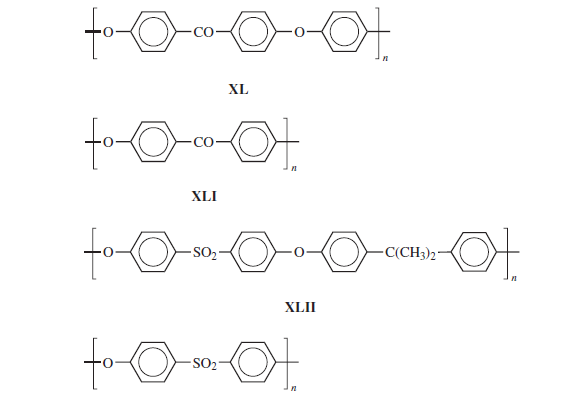 O CO O n
XL
O CO n
XLI
O SO2 O C(CH3)2 n
XLII
O SO2 n